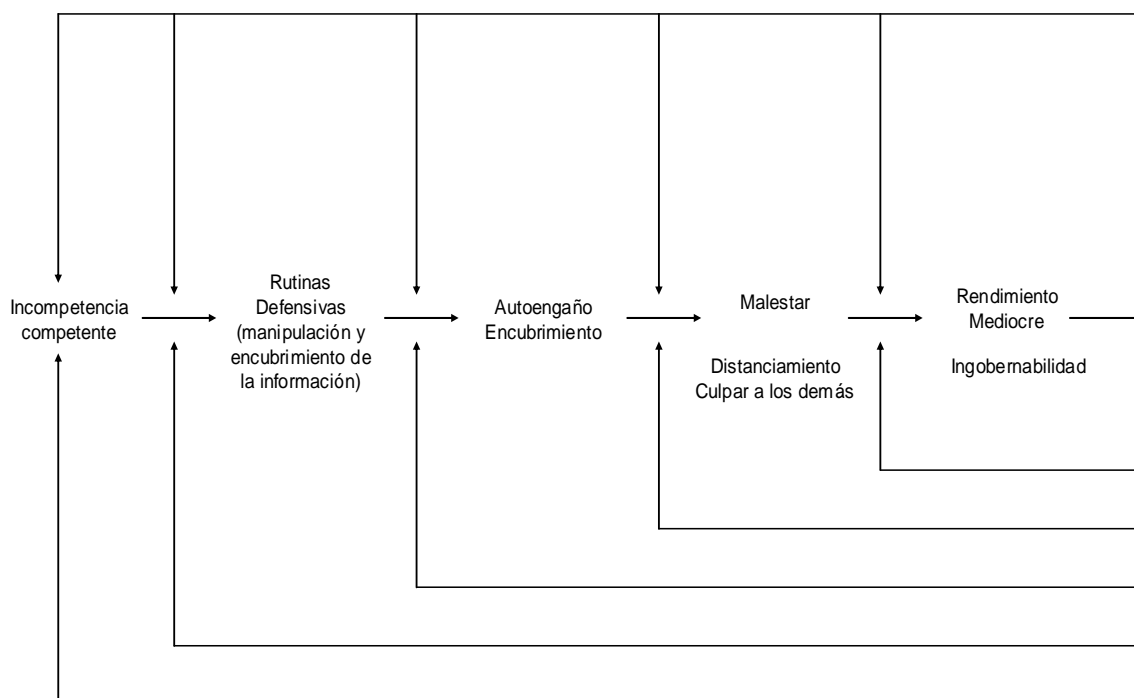 Incompetencia
competente
Rutinas
Defensivas
(manipulación y
encubrimiento de
la información)
Autoengaño
Encubrimiento
Malestar
Distanciamiento
Culpar a los demás
Rendimiento
Mediocre
Ingobernabilidad